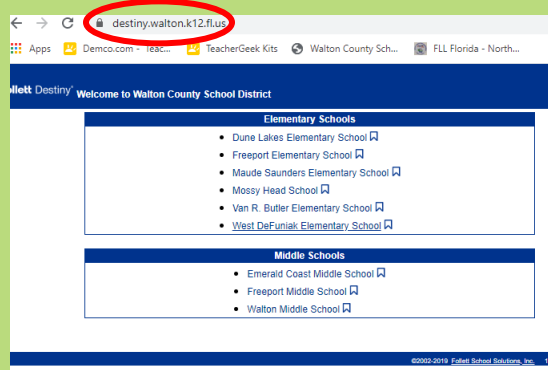 destiny.walton.k12.fl.us
Apps Demco.com - Teac... TeacherGeek Kits Walton County Sch... FLL Florida - North...
Destiny® Welcome to Walton County School District
Elementary Schools
Dune Lakes Elementary School
Freeport Elementary School
Maude Saunders Elementary School
Mossy Head School
Van R. Butler Elementary School
West DeFuniak Elementary School
Middle Schools
Emerald Coast Middle School
Freeport Middle School
Walton Middle School
©2002-2019 Follett School Solutions, Inc.